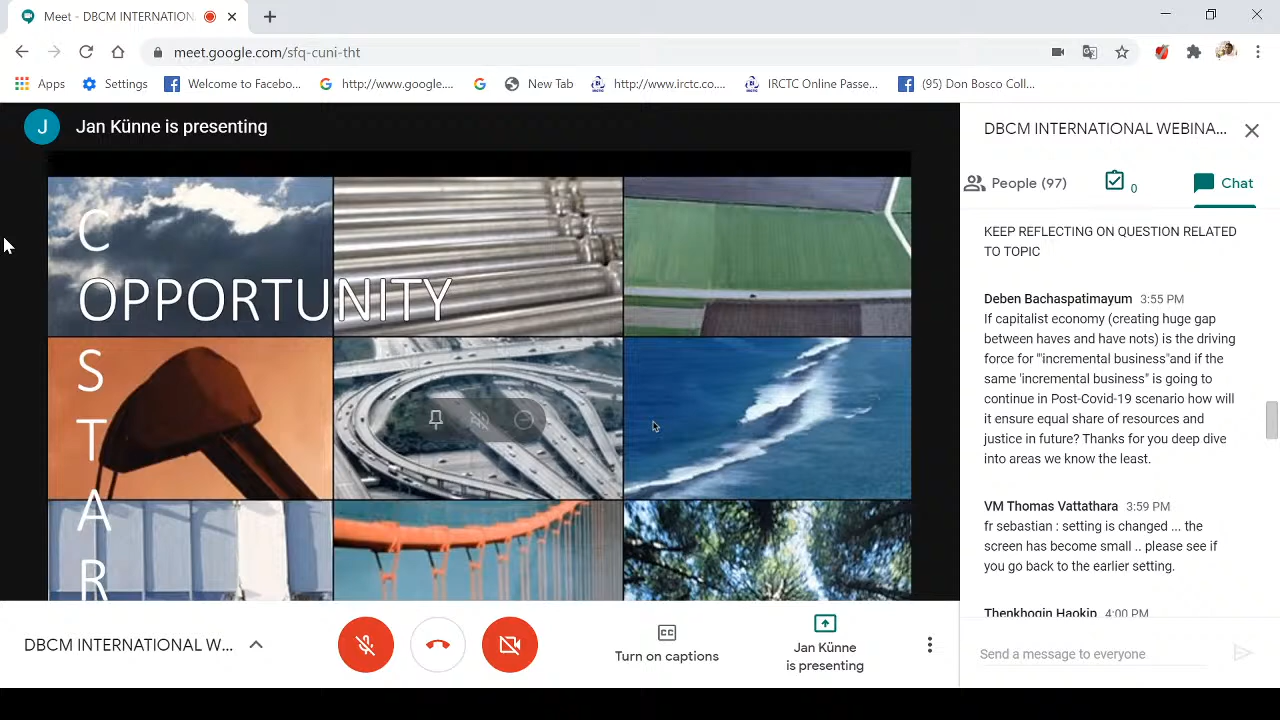 Meet - DBCM INTERNATION
meet.google.com/sfq-cuni-tht
Apps
Settings
Welcome to Facebo...
http://www.google....
New Tab
http://www.irctc.co....
IRCTC Online Passe...
(95) Don Bosco Coll...
J
Jan Künne is presenting
C
OPPORTUNITY
S
T
A
R
DBCM INTERNATIONAL WEBINA...
People (97)
0
Chat
KEEP REFLECTING ON QUESTION RELATED
TO TOPIC
Deben Bachaspatimayum 3:55 PM
If capitalist economy (creating huge gap
between haves and have nots) is the driving
force for "incremental business"and if the
same 'incremental business" is going to
continue in Post-Covid-19 scenario how will
it ensure equal share of resources and
justice in future? Thanks for you deep dive
into areas we know the least.
VM Thomas Vattathara 3:59 PM
fr sebastian : setting is changed ... the
screen has become small .. please see if
you go back to the earlier setting.
Thenkhogin Haokip 4:00 PM
Send a message to everyone
DBCM INTERNATIONAL W...
CC
Turn on captions
Jan Künne
is presenting